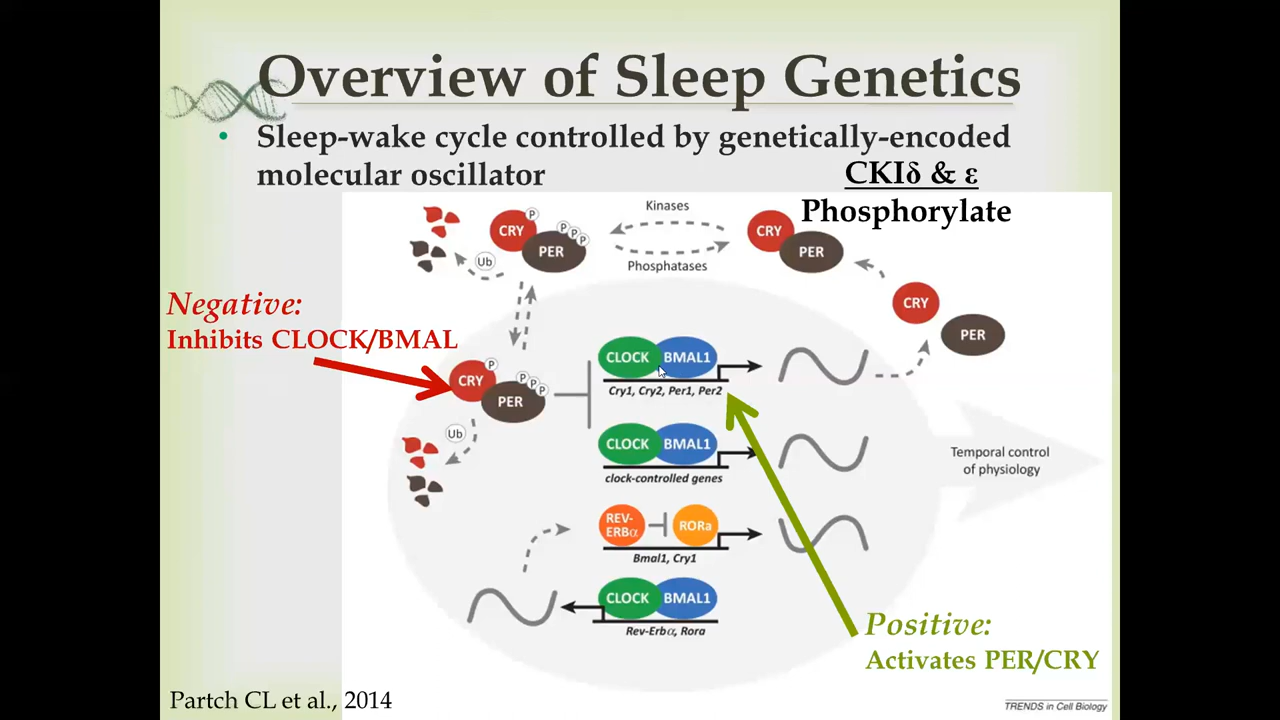 Overview of Sleep Genetics
• Sleep-wake cycle controlled by genetically-encoded
molecular oscillator
CKIδ & ε
Phosphorylate
Kinases
Phosphatases
CRY
P
PER
P
P
P
Ub
CRY
PER
CRY
PER
Negative:
Inhibits CLOCK/BMAL
CRY
P
PER
P
P
P
Ub
CLOCK
BMAL1
Cry1, Cry2, Per1, Per2
CLOCK
BMAL1
clock-controlled genes
Temporal control
of physiology
REV-
ERBα
RORa
Bmal1, Cry1
CLOCK
BMAL1
Rev-Erbα, Rora
Positive:
Activates PER/CRY
Partch CL et al., 2014
TRENDS in Cell Biology